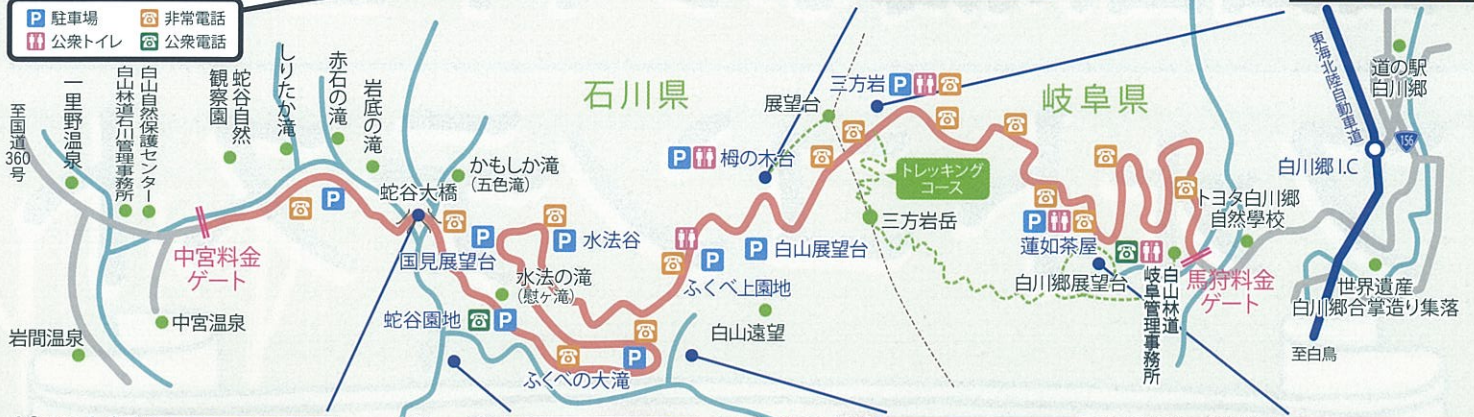 P 駐車場
非常電話
公衆トイレ
公衆電話
至国道
360
号
一里野温泉
白山林道石川管理事務所
白山自然保護センター
蛇谷自然
観察園
しりたか滝
赤石の滝
岩底の滝
中宮料金
ゲート
岩間温泉
中宮温泉
P
蛇谷大橋
かもしか滝
(五色滝)
国見展望台
P
P 水法谷
水法の滝
(慰ヶ滝)
蛇谷園地
P
P
ふくべの大滝
石川県
P 栂の木台
P
ふくべ上園地
P 白山展望台
白山遠望
展望台
三方岩 P
岐阜県
トレッキング
コース
三方岩岳
P
蓮如茶屋
白川郷展望台
白山林道
岐阜管理事務所
馬狩料金
ゲート
トヨタ白川郷
自然學校
東海北陸自動車道
道の駅
白川郷
156
白川郷 I.C
世界遺産
白川郷合掌造り集落
至白鳥